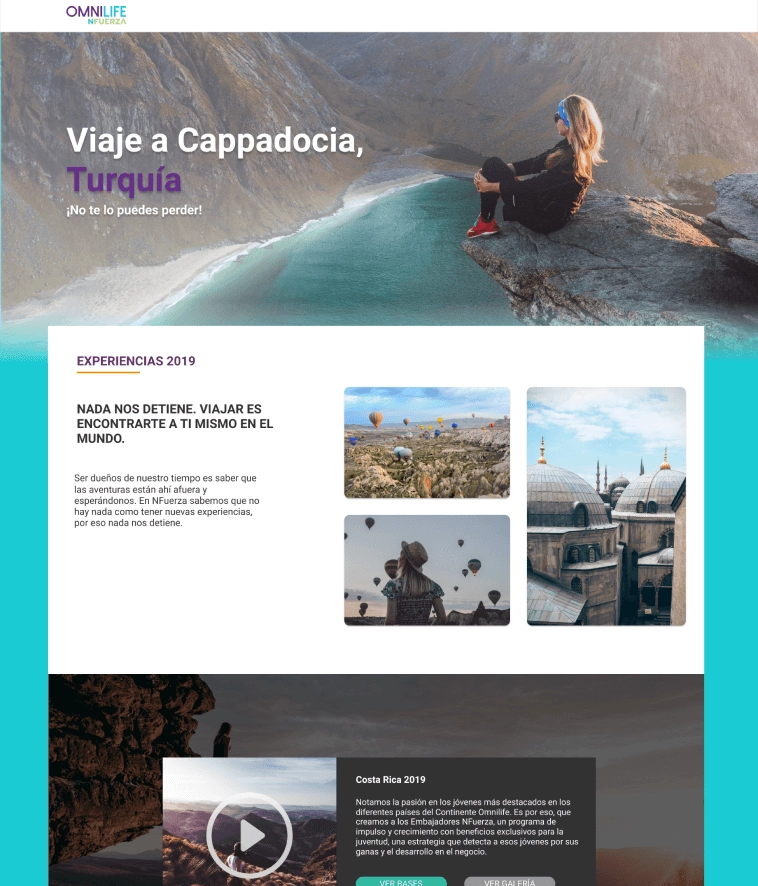 OMNILIFE
NFUERZA
Viaje a Cappadocia,
Turquía
¡No te lo puedes perder!
EXPERIENCIAS 2019
NADA NOS DETIENE. VIAJAR ES
ENCONTRARTE A TI MISMO EN EL
MUNDO.
Ser dueños de nuestro tiempo es saber que
las aventuras están ahí afuera y
esperándonos. En NFuerza sabemos que no
hay nada como tener nuevas experiencias,
por eso nada nos detiene.
Costa Rica 2019
Notamos la pasión en los jóvenes más destacados en los
diferentes países del Continente Omnilife. Es por eso, que
creamos a los Embajadores NFuerza, un programa de
impulso y crecimiento con beneficios exclusivos para la
juventud, una estrategia que detecta a esos jóvenes por sus
ganas y el desarrollo en el negocio.
VER BASES
VER GALERÍA